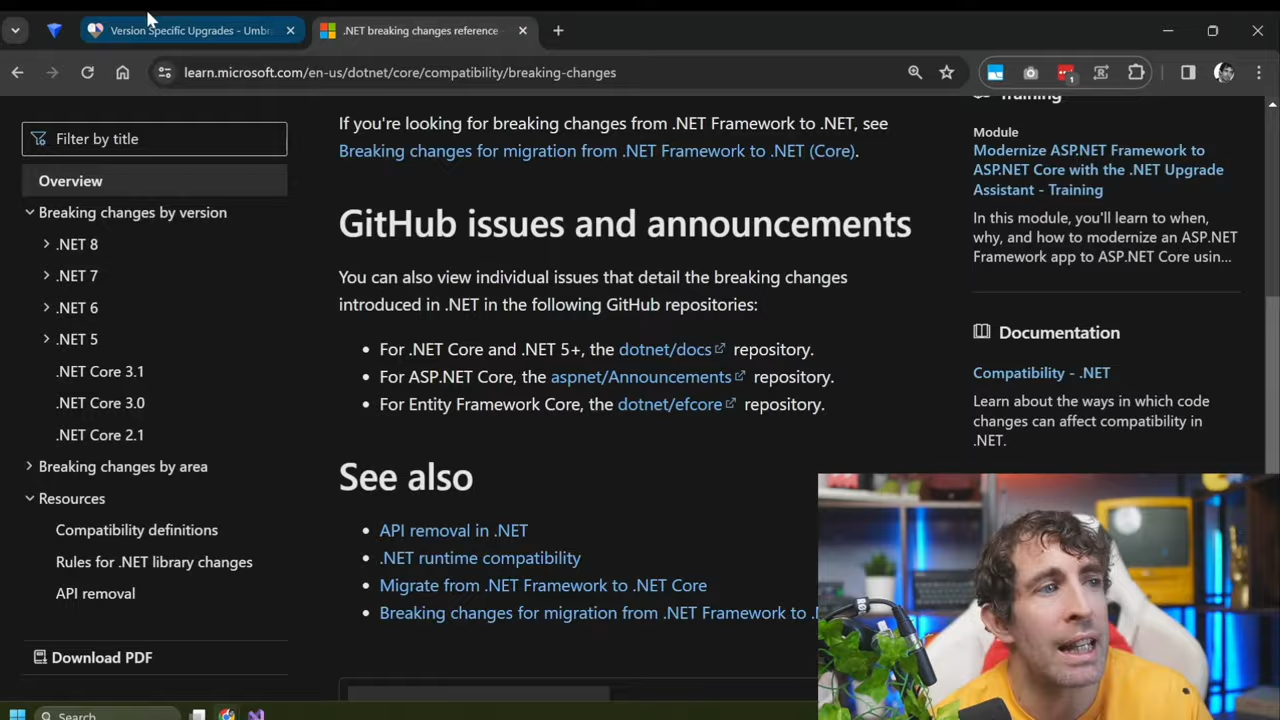 Version Specific Upgrades - Umb
.NET breaking changes reference
learn.microsoft.com/en-us/dotnet/core/compatibility/breaking-changes
1
Filter by title
Overview
Breaking changes by version
.NET 8
.NET 7
.NET 6
.NET 5
.NET Core 3.1
.NET Core 3.0
.NET Core 2.1
Breaking changes by area
Resources
Compatibility definitions
Rules for .NET library changes
API removal
Download PDF
If you're looking for breaking changes from .NET Framework to .NET, see
Breaking changes for migration from .NET Framework to .NET (Core).
GitHub issues and announcements
You can also view individual issues that detail the breaking changes
introduced in .NET in the following GitHub repositories:
• For .NET Core and .NET 5+, the dotnet/docs repository.
• For ASP.NET Core, the aspnet/Announcements repository.
• For Entity Framework Core, the dotnet/efcore repository.
See also
• API removal in .NET
• .NET runtime compatibility
• Migrate from .NET Framework to .NET Core
• Breaking changes for migration from .NET Framework to
Training
Module
Modernize ASP.NET Framework to
ASP.NET Core with the .NET Upgrade
Assistant - Training
In this module, you'll learn to when,
why, and how to modernize an ASP.NET
Framework app to ASP.NET Core usin...
Documentation
Compatibility - .NET
Learn about the ways in which code
changes can affect compatibility in
.NET.
Search